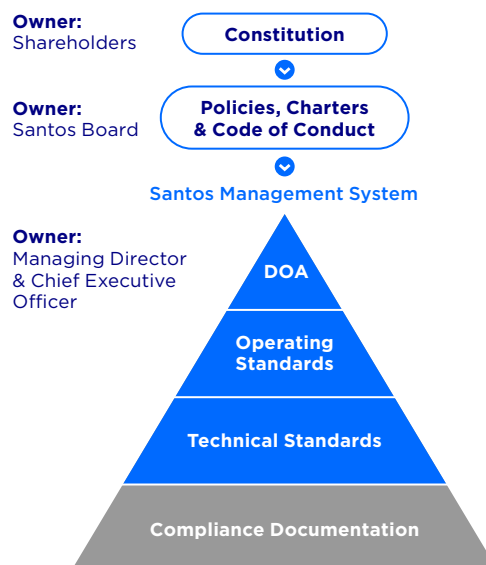 Owner:
Shareholders
Constitution
Owner:
Santos Board
Policies, Charters
& Code of Conduct
Santos Management System
Owner:
Managing Director
& Chief Executive
Officer
DOA
Operating
Standards
Technical Standards
Compliance Documentation